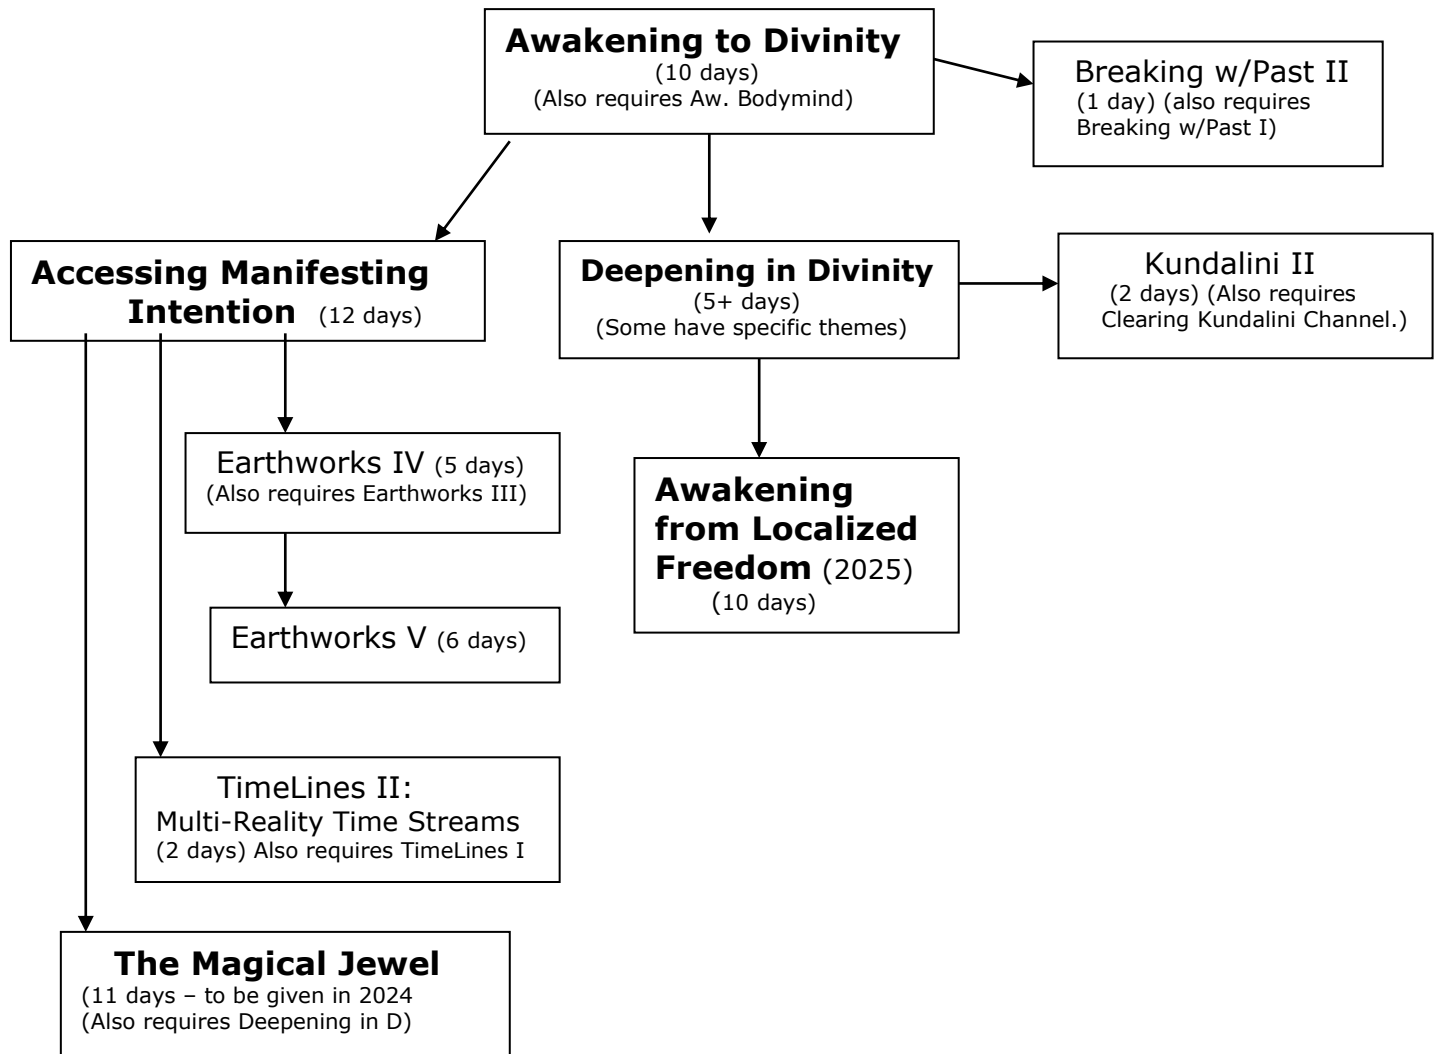 Awakening to Divinity
(10 days)
(Also requires Aw. Bodymind)
Breaking w/Past II
(1 day) (also requires
Breaking w/Past I)
Accessing Manifesting
Intention (12 days)
Deepening in Divinity
(5+ days)
(Some have specific themes)
Kundalini II
(2 days) (Also requires
Clearing Kundalini Channel.)
Earthworks IV (5 days)
(Also requires Earthworks III)
Awakening
from Localized
Freedom (2025)
(10 days)
Earthworks V (6 days)
TimeLines II:
Multi-Reality Time Streams
(2 days) Also requires TimeLines I
The Magical Jewel
(11 days – to be given in 2024
(Also requires Deepening in D)